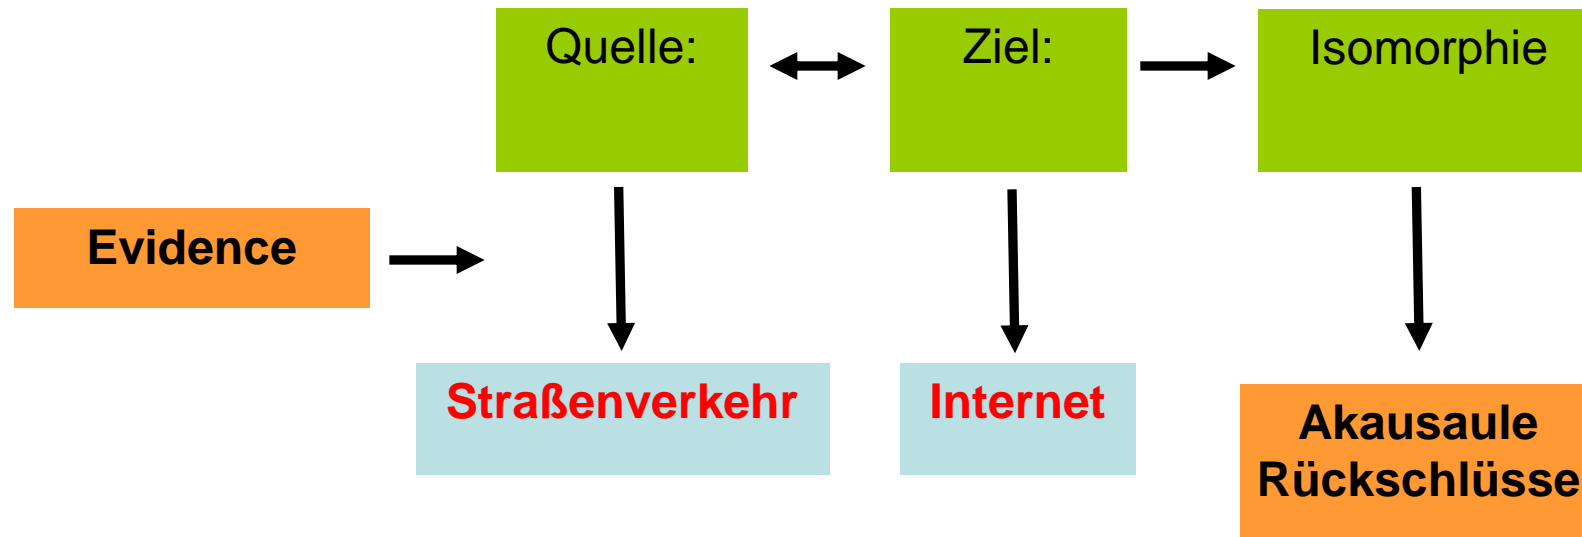 Quelle:
Ziel:
Isomorphie
Evidence
Straßenverkehr
Internet
Akausaule
Rückschlüsse